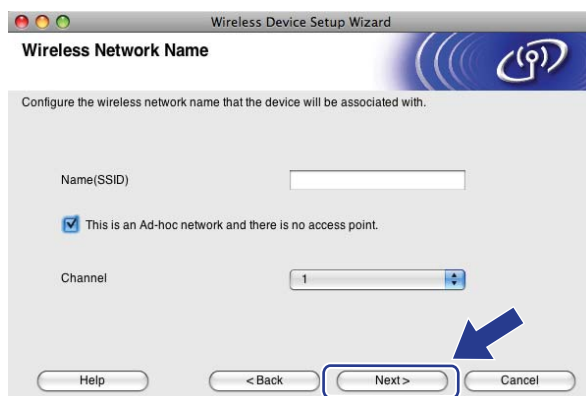 Wireless Device Setup Wizard
Wireless Network Name
Configure the wireless network name that the device will be associated with.
Name(SSID)
This is an Ad-hoc network and there is no access point.
Channel 1
Help <Back Next> Cancel